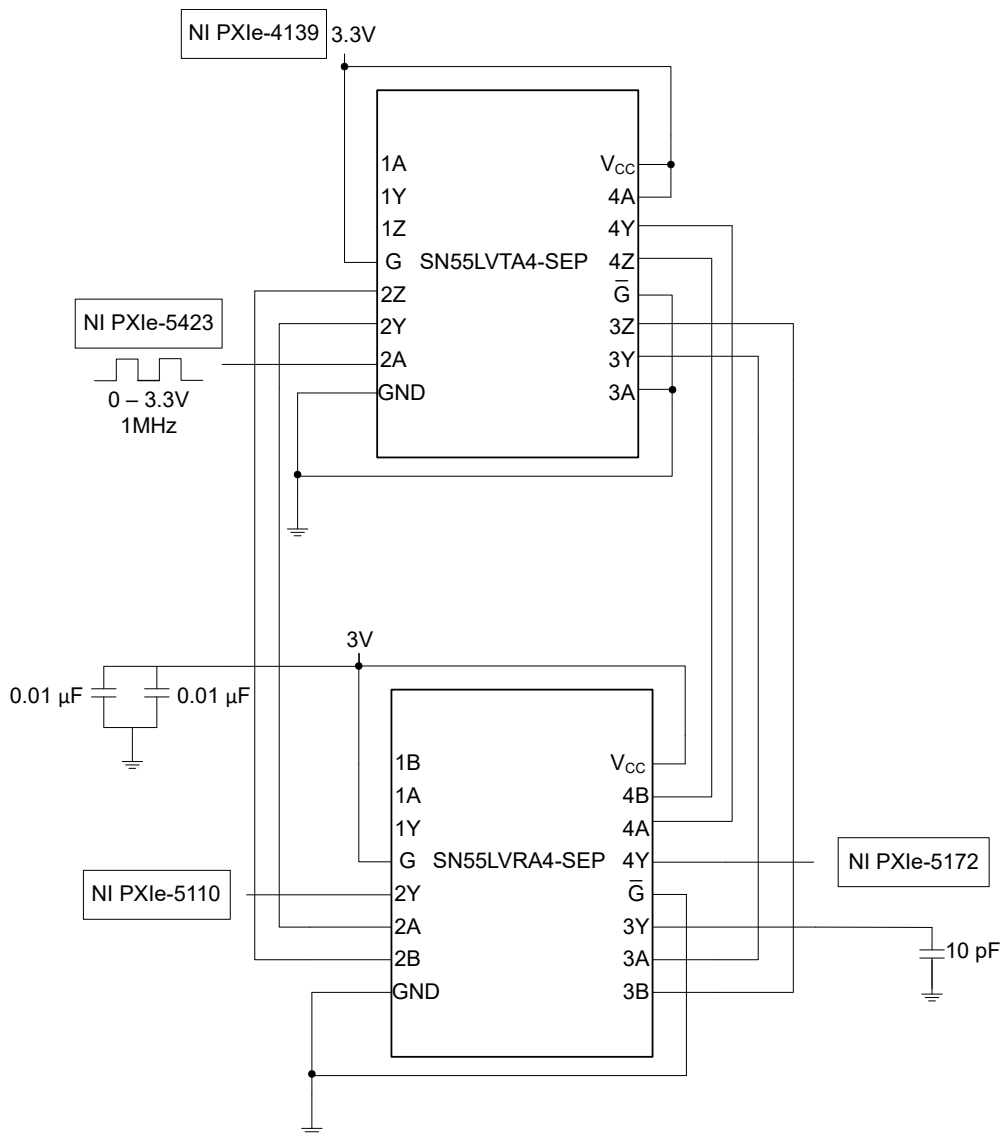 NI PXIe-4139
3.3V
1A
1Y
1Z
G
2Z
2Y
2A
GND
SN55LVTA4-SEP
VCC
4A
4Y
4Z
G̅
3Z
3Y
3A
NI PXIe-5423
0 – 3.3V
1MHz
3V
0.01 µF
0.01 µF
1B
1A
1Y
G
2Y
2A
2B
GND
SN55LVRA4-SEP
VCC
4B
4A
4Y
G̅
3Y
3A
3B
NI PXIe-5110
NI PXIe-5172
10 pF